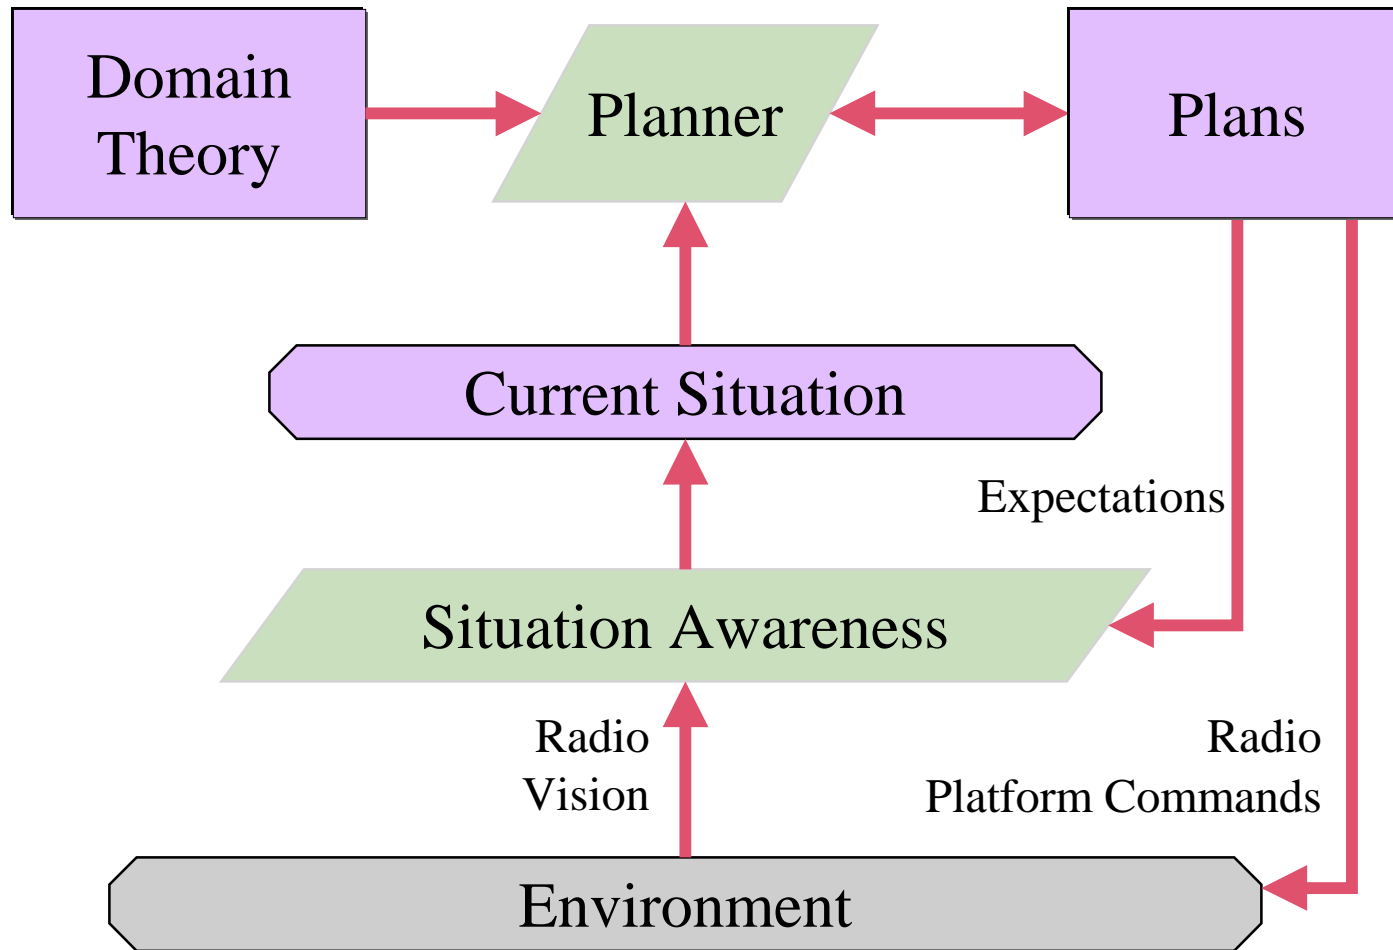 Domain
Theory
Planner
Plans
Current Situation
Expectations
Situation Awareness
Radio
Vision
Radio
Platform Commands
Environment